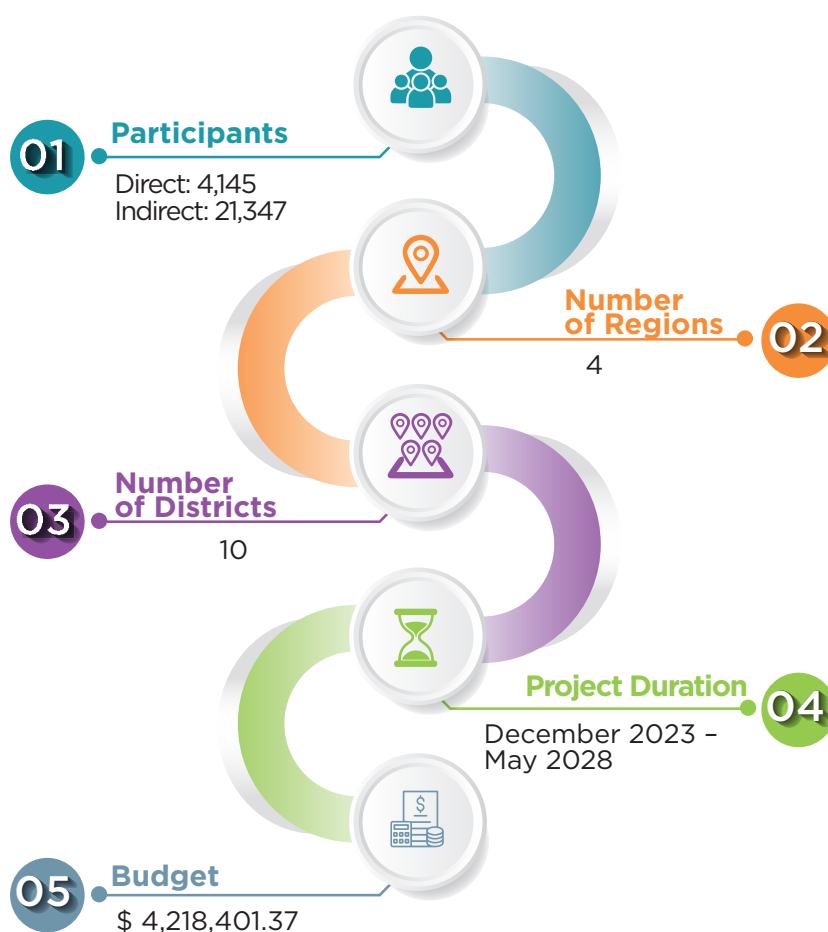 01
Participants
Direct: 4,145
Indirect: 21,347
Number
of Regions
02
4
Number
of Districts
03
10
Project Duration
04
December 2023 –
May 2028
$
Budget
05
$ 4,218,401.37